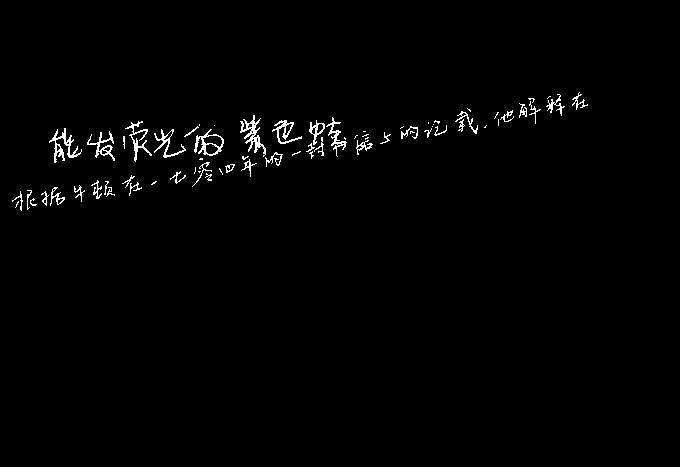 能发荧光的紫色
根据牛顿在一七零四年的一封书信上的记载，他解释在